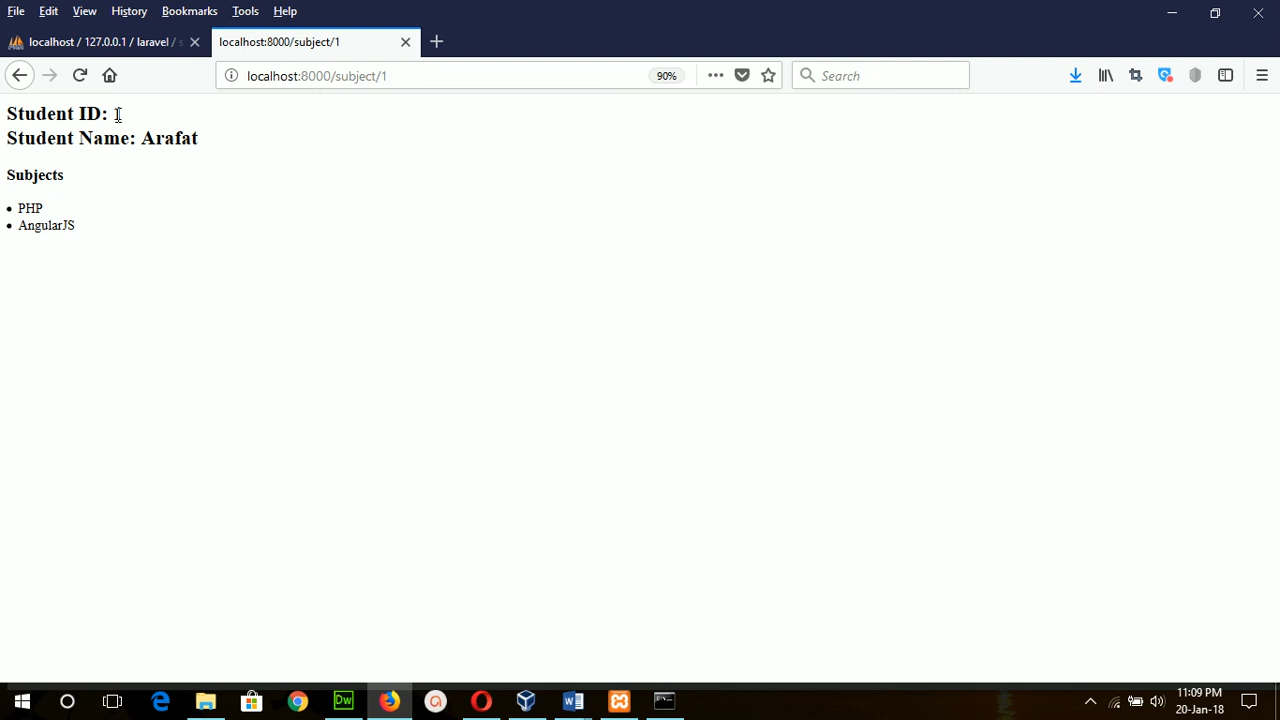 File Edit View History Bookmarks Tools Help
localhost / 127.0.0.1 / laravel /
localhost:8000/subject/1
localhost:8000/subject/1
90%
Search
Student ID:
Student Name: Arafat
Subjects
• PHP
• AngularJS
Dw
11:09 PM
20-Jan-18